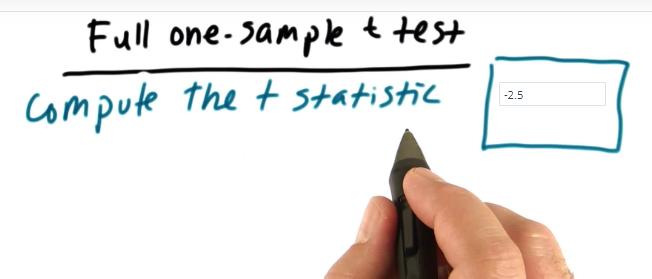 Full one-sample t test
Compute the t statistic
-2.5